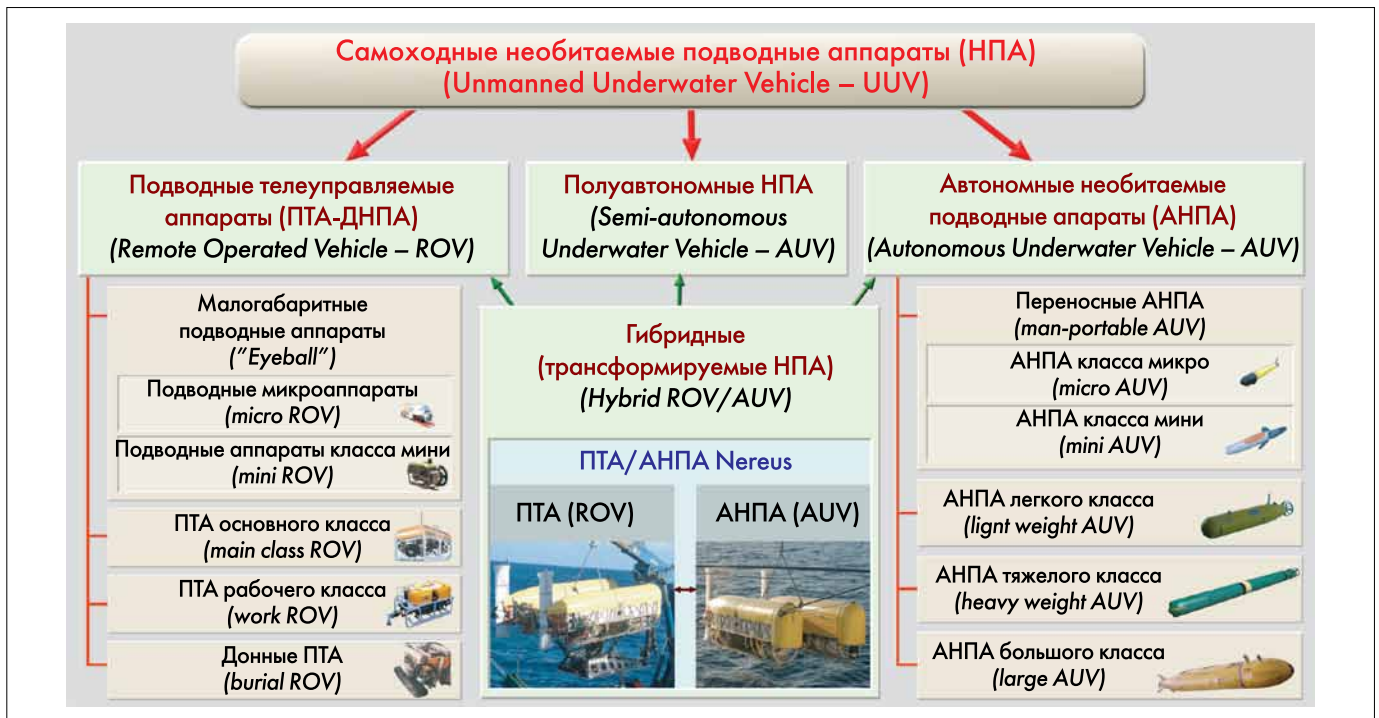 Самоходные необитаемые подводные аппараты (НПА)
(Unmanned Underwater Vehicle – UUV)
Подводные телеуправляемые
аппараты (ПТА-ДНПА)
(Remote Operated Vehicle – ROV)
Малогабаритные
подводные аппараты
("Eyeball")
Подводные микроаппараты
(micro ROV)
Подводные аппараты класса мини
(mini ROV)
ПТА основного класса
(main class ROV)
ПТА рабочего класса
(work ROV)
Донные ПТА
(burial ROV)
Полуавтономные НПА
(Semi-autonomous
Underwater Vehicle – AUV)
Гибридные
(трансформируемые НПА)
(Hybrid ROV/AUV)
ПТА/АНПА Nereus
ПТА (ROV)
АНПА (AUV)
Автономные необитаемые
подводные апараты (АНПА)
(Autonomous Underwater Vehicle – AUV)
Переносные АНПА
(man-portable AUV)
АНПА класса микро
(micro AUV)
АНПА класса мини
(mini AUV)
АНПА легкого класса
(lignt weight AUV)
АНПА тяжелого класса
(heavy weight AUV)
АНПА большого класса
(large AUV)